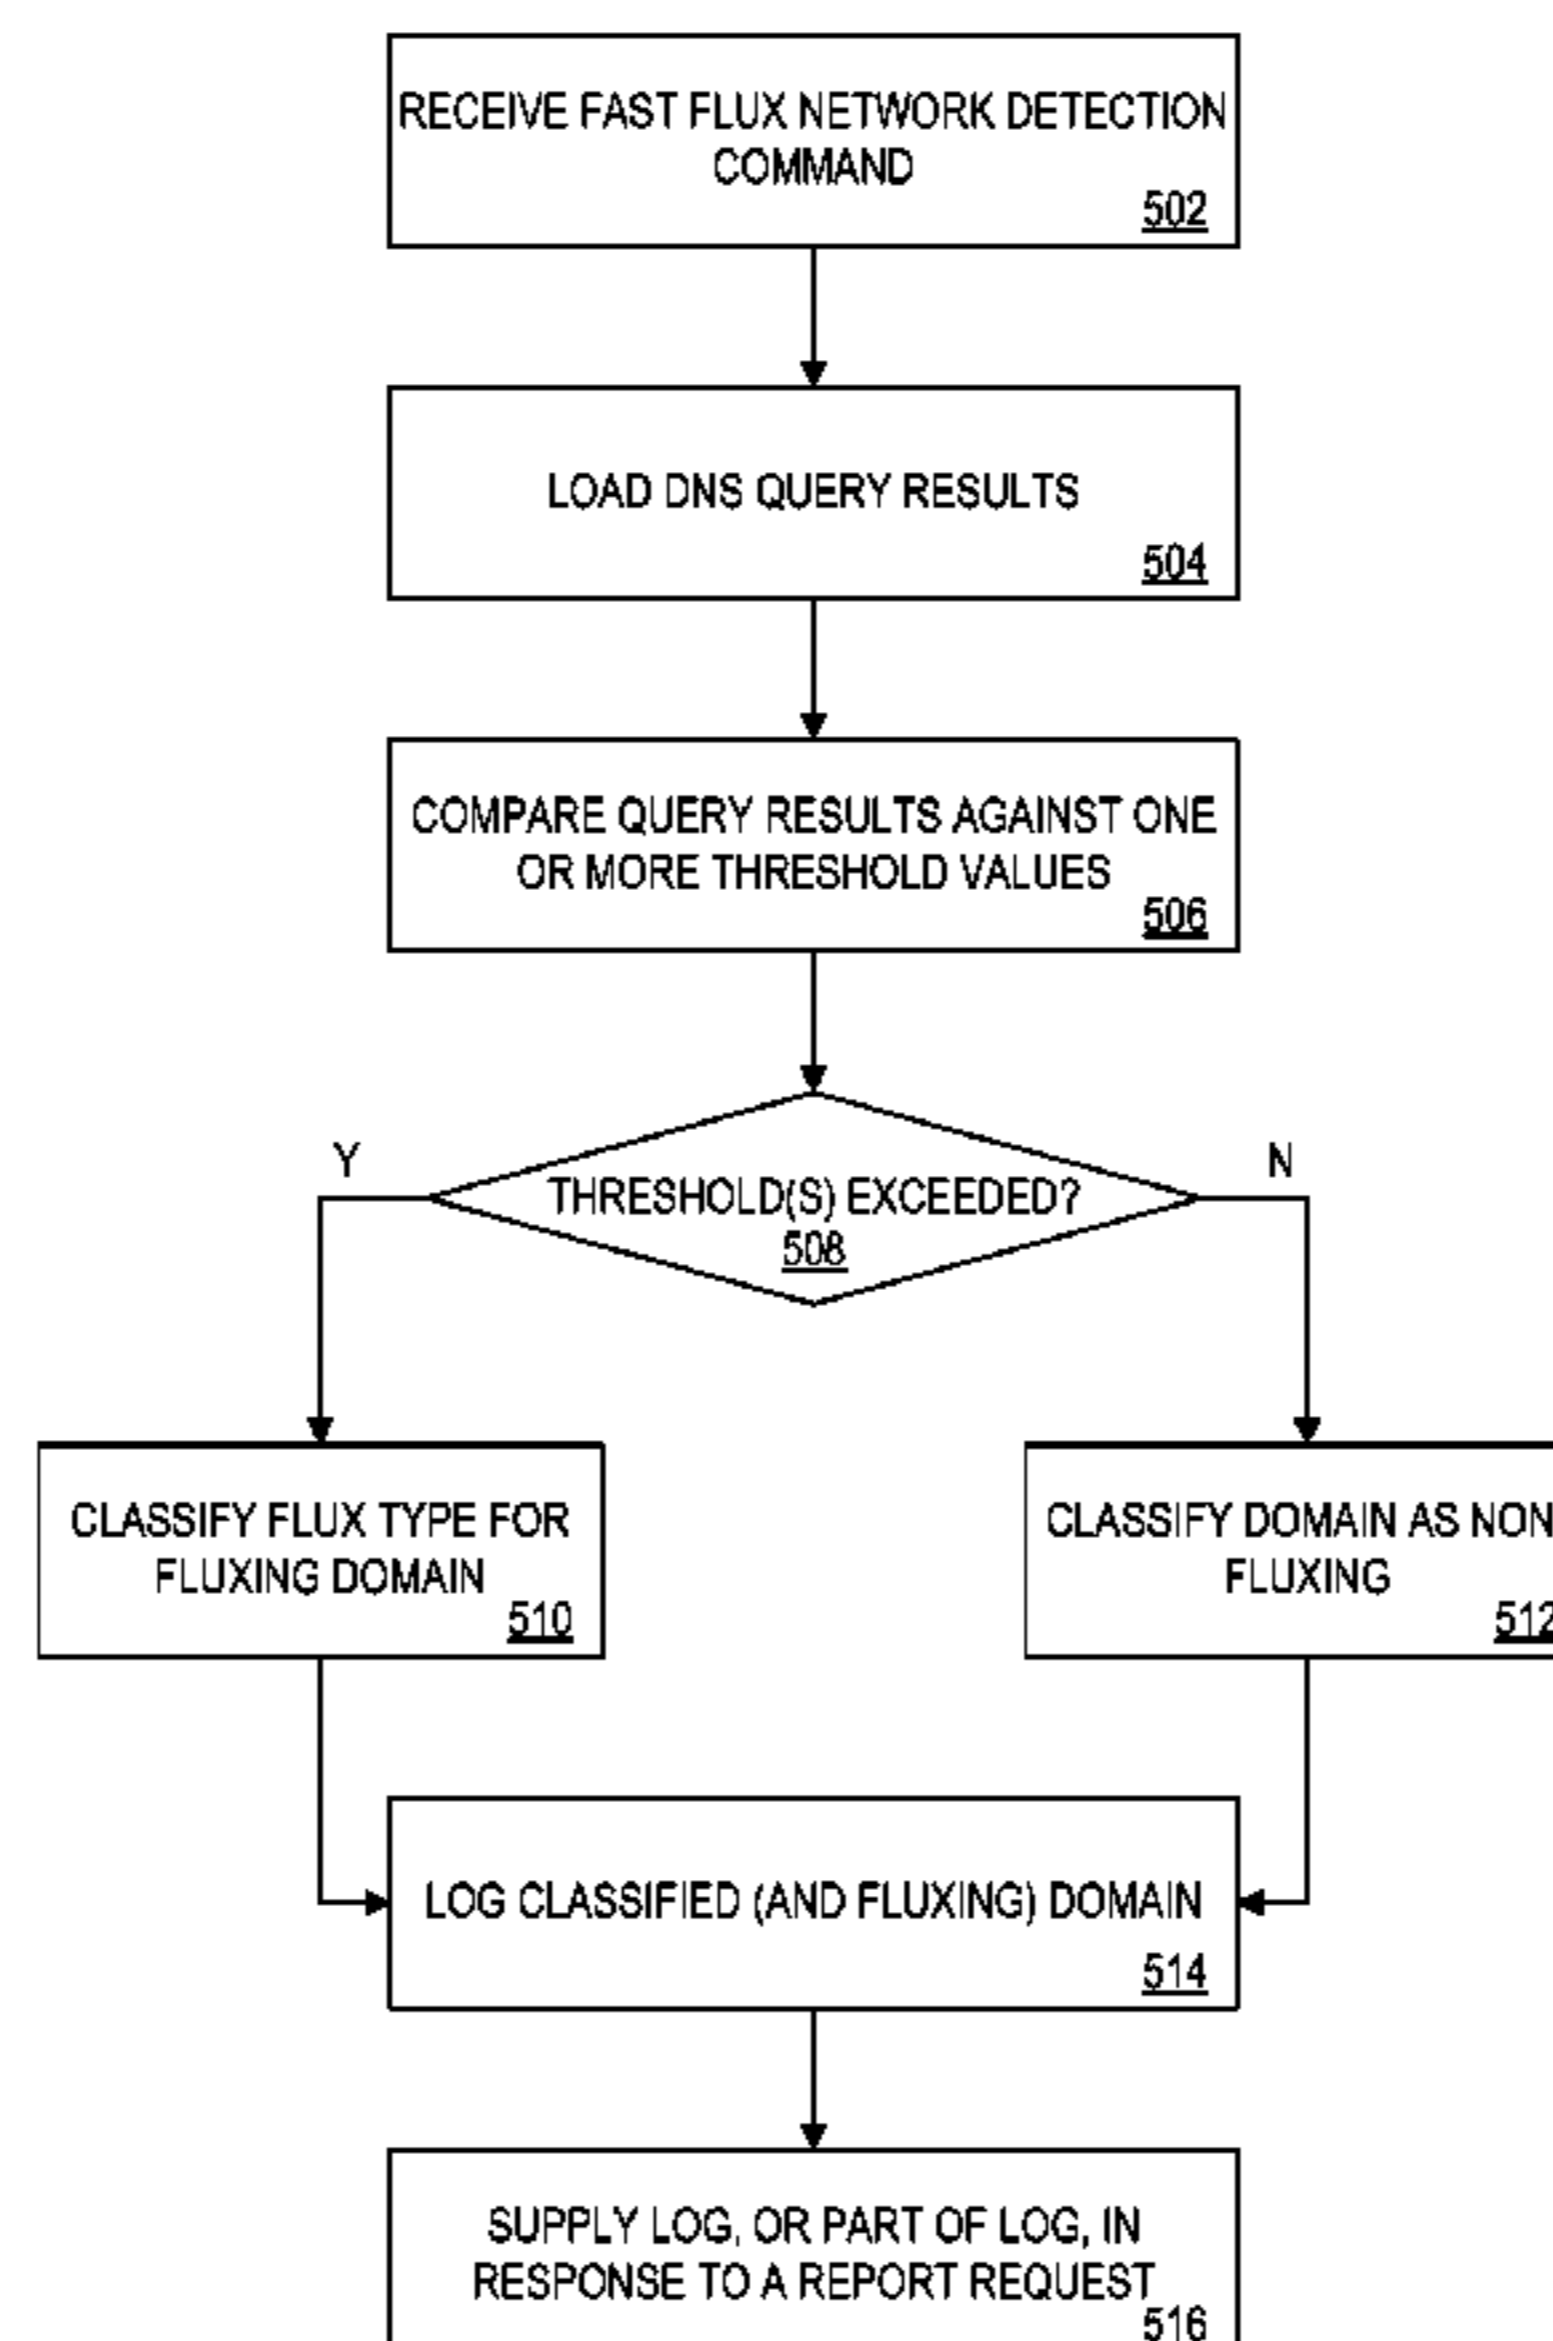 RECEIVE FAST FLUX NETWORK DETECTION
COMMAND
502
LOAD DNS QUERY RESULTS
504
COMPARE QUERY RESULTS AGAINST ONE
OR MORE THRESHOLD VALUES
506
Y
N
THRESHOLD(S) EXCEEDED?
508
CLASSIFY FLUX TYPE FOR
FLUXING DOMAIN
510
CLASSIFY DOMAIN AS NON
FLUXING
512
LOG CLASSIFIED (AND FLUXING) DOMAIN
514
SUPPLY LOG, OR PART OF LOG, IN
RESPONSE TO A REPORT REQUEST
516